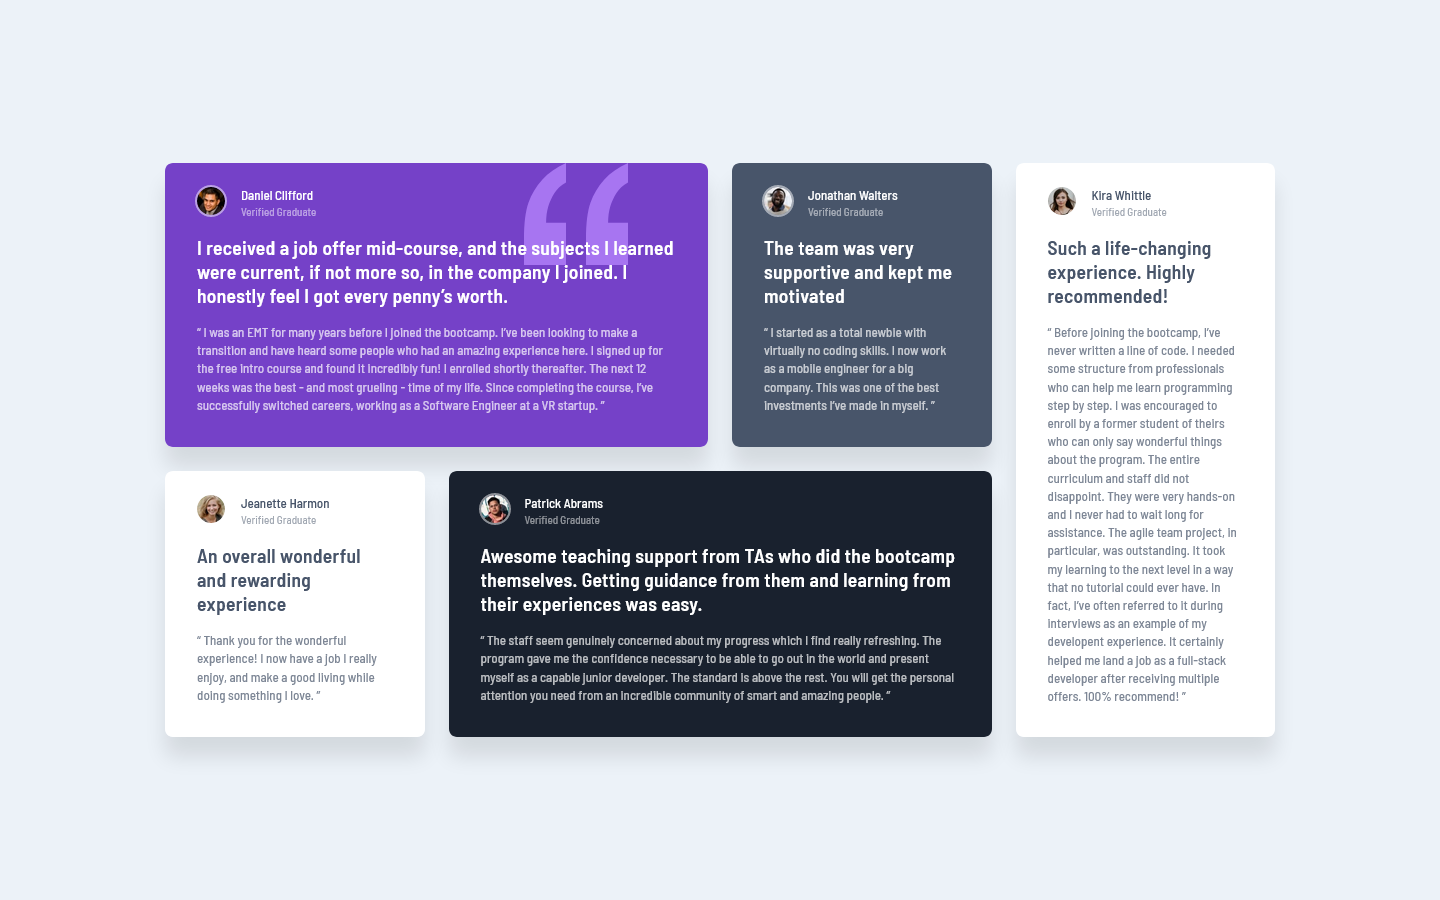 Daniel Clifford
Verified Graduate
I received a job offer mid-course, and the subjects I learned
were current, if not more so, in the company I joined. I
honestly feel I got every penny’s worth.
“ I was an EMT for many years before I joined the bootcamp. I’ve been looking to make a
transition and have heard some people who had an amazing experience here. I signed up for
the free intro course and found it incredibly fun! I enrolled shortly thereafter. The next 12
weeks was the best - and most grueling - time of my life. Since completing the course, I’ve
successfully switched careers, working as a Software Engineer at a VR startup. ”
Jonathan Walters
Verified Graduate
The team was very
supportive and kept me
motivated
“ I started as a total newbie with
virtually no coding skills. I now work
as a mobile engineer for a big
company. This was one of the best
investments I’ve made in myself. ”
Kira Whittle
Verified Graduate
Such a life-changing
experience. Highly
recommended!
“ Before joining the bootcamp, I’ve
never written a line of code. I needed
some structure from professionals
who can help me learn programming
step by step. I was encouraged to
enroll by a former student of theirs
who can only say wonderful things
about the program. The entire
curriculum and staff did not
disappoint. They were very hands-on
and I never had to wait long for
assistance. The agile team project, in
particular, was outstanding. It took
my learning to the next level in a way
that no tutorial could ever have. In
fact, I’ve often referred to it during
interviews as an example of my
developent experience. It certainly
helped me land a job as a full-stack
developer after receiving multiple
offers. 100% recommend! ”
Jeanette Harmon
Verified Graduate
An overall wonderful
and rewarding
experience
“ Thank you for the wonderful
experience! I now have a job I really
enjoy, and make a good living while
doing something I love. ”
Patrick Abrams
Verified Graduate
Awesome teaching support from TAs who did the bootcamp
themselves. Getting guidance from them and learning from
their experiences was easy.
“ The staff seem genuinely concerned about my progress which I find really refreshing. The
program gave me the confidence necessary to be able to go out in the world and present
myself as a capable junior developer. The standard is above the rest. You will get the personal
attention you need from an incredible community of smart and amazing people. ”